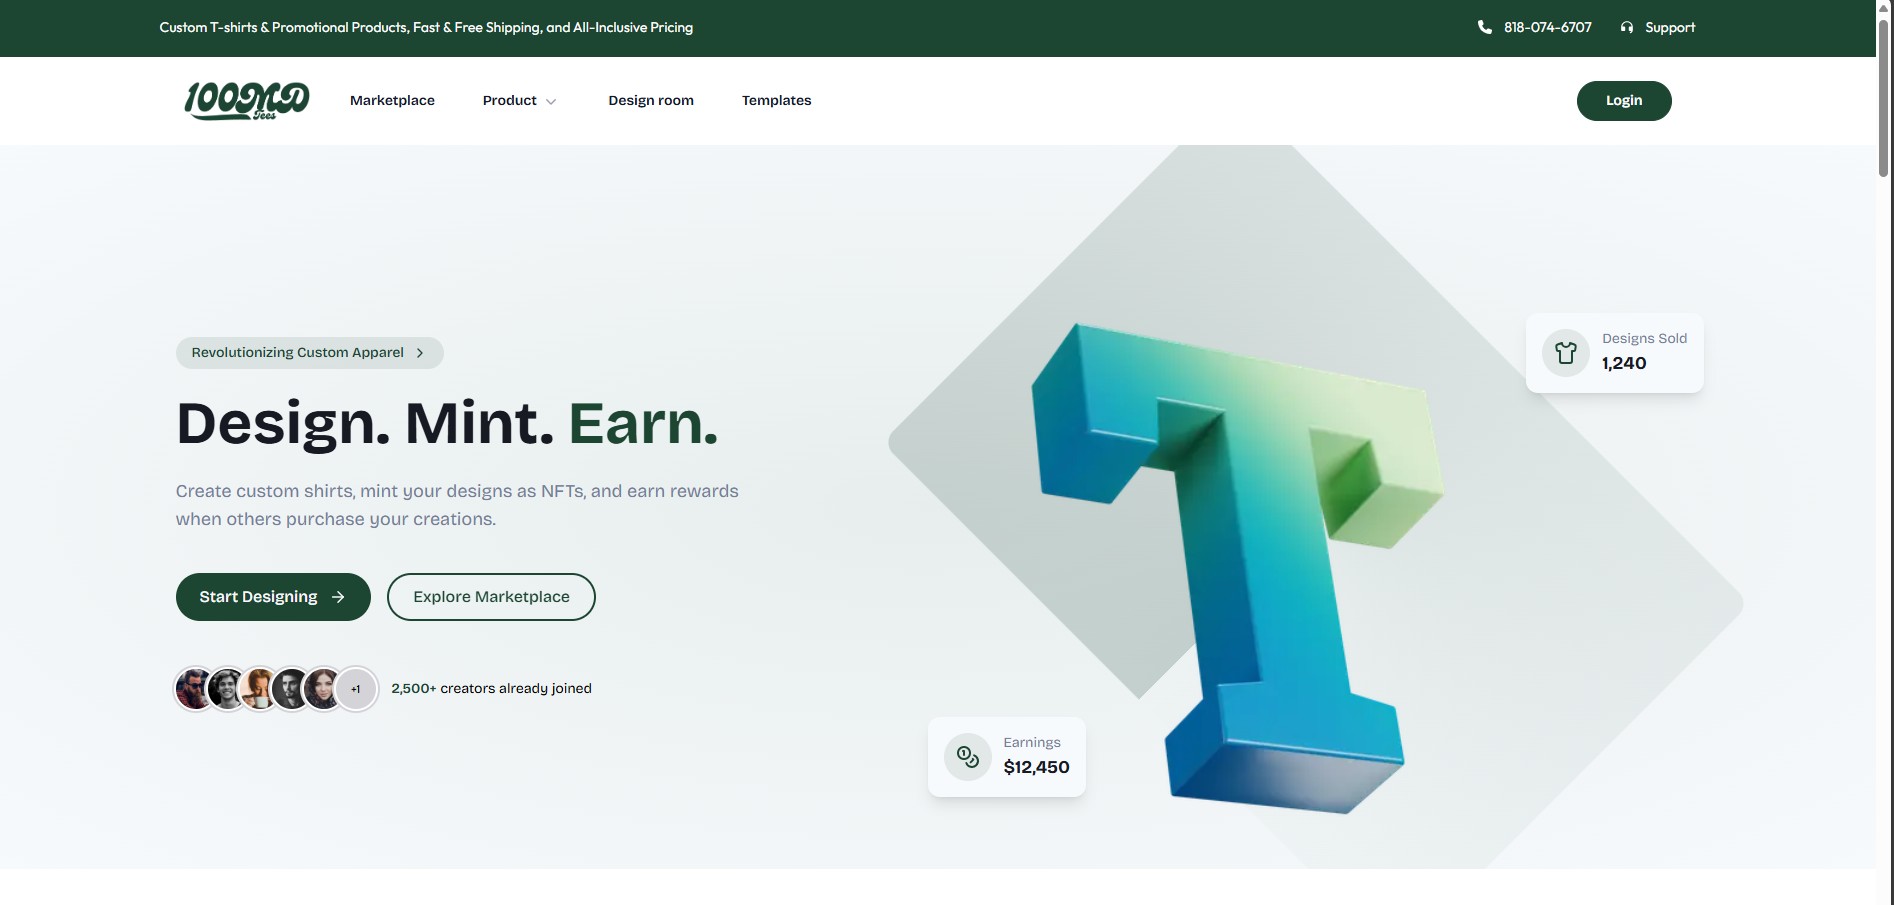 Custom T-shirts & Promotional Products, Fast & Free Shipping, and All-Inclusive Pricing
818-074-6707
Support
100MD
Tees
Marketplace
Product
Design room
Templates
Login
Revolutionizing Custom Apparel
Design. Mint. Earn.
Create custom shirts, mint your designs as NFTs, and earn rewards
when others purchase your creations.
Start Designing
Explore Marketplace
+1
2,500+ creators already joined
Designs Sold
1,240
T
Earnings
$12,450